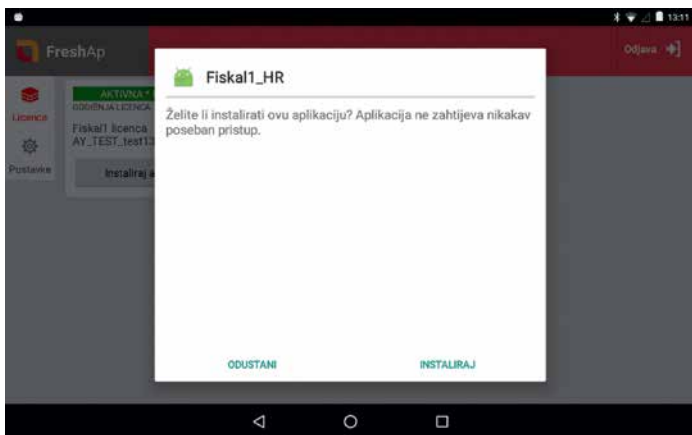 13:11
FreshAp
Odjava
Fiskal1_HR
Želite li instalirati ovu aplikaciju? Aplikacija ne zahtijeva nikakav
poseban pristup.
AKTIVNA *
GODIŠNJA LICENCA
Licence
Fiskal1 licenca
AY_TEST_test13
Postavke
Instaliraj a
ODUSTANI
INSTALIRAJ